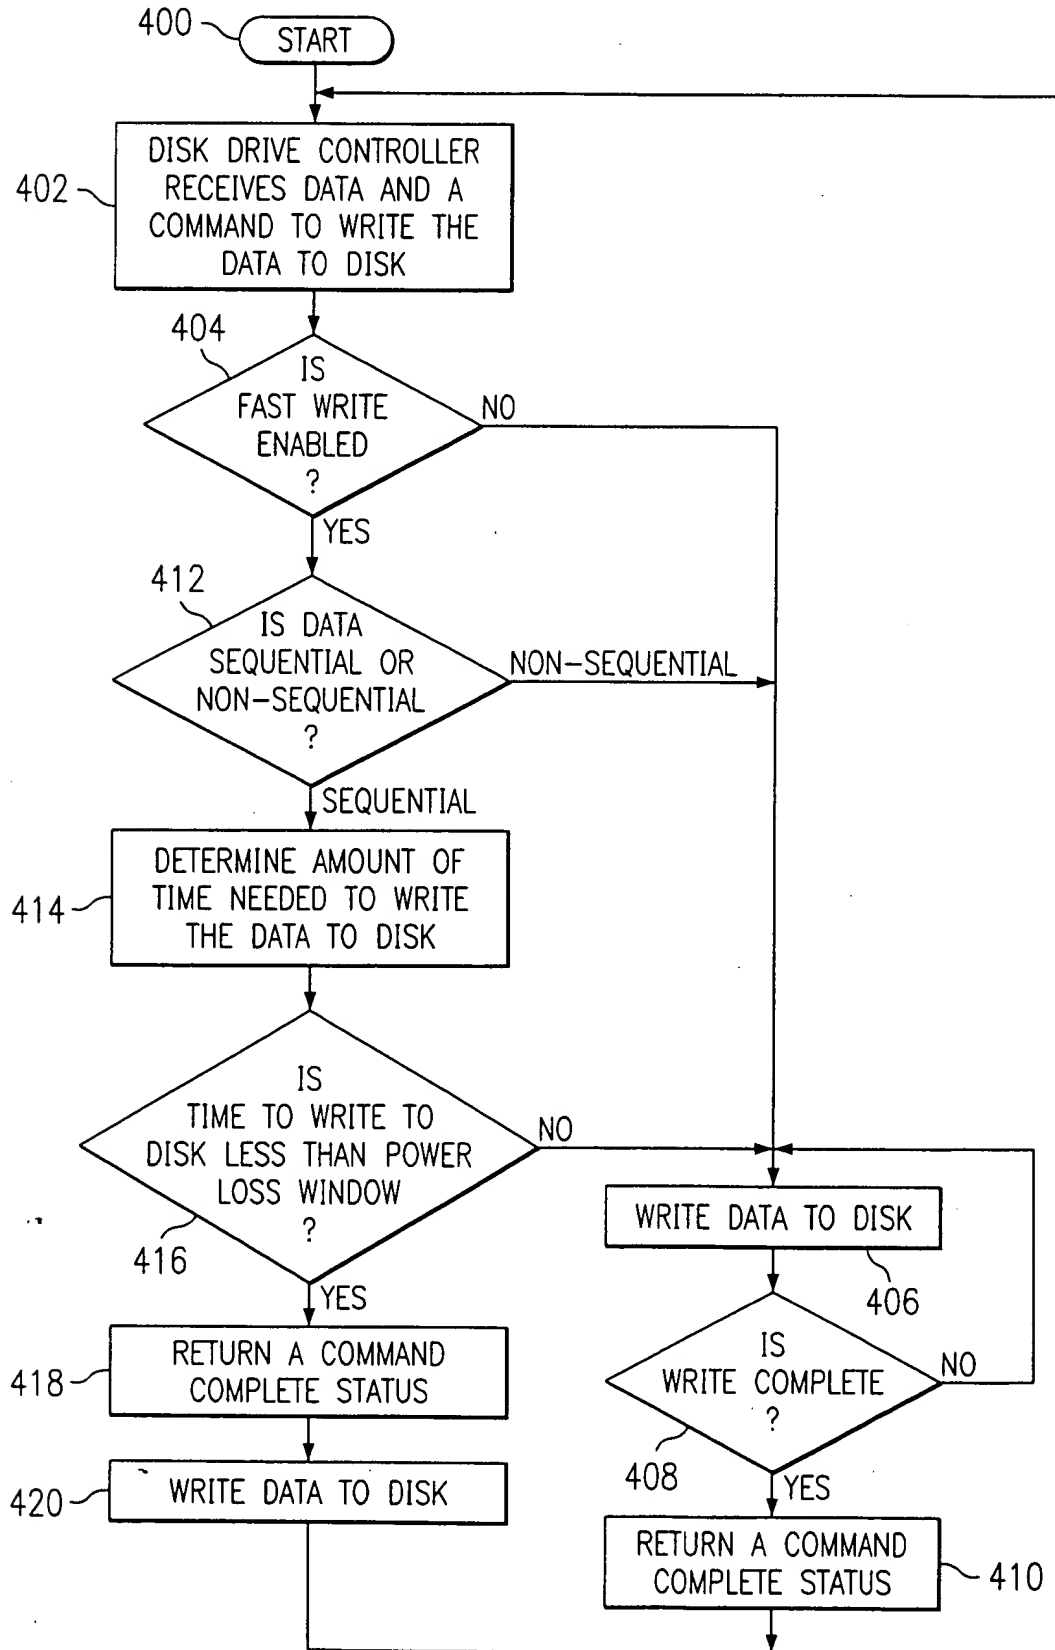 400
START
402
DISK DRIVE CONTROLLER
RECEIVES DATA AND A
COMMAND TO WRITE THE
DATA TO DISK
404
IS
FAST WRITE
ENABLED
?
NO
YES
412
IS DATA
SEQUENTIAL OR
NON-SEQUENTIAL
?
NON-SEQUENTIAL
SEQUENTIAL
414
DETERMINE AMOUNT OF
TIME NEEDED TO WRITE
THE DATA TO DISK
IS
TIME TO WRITE TO
DISK LESS THAN POWER
LOSS WINDOW
?
416
NO
YES
418
RETURN A COMMAND
COMPLETE STATUS
420
WRITE DATA TO DISK
WRITE DATA TO DISK
406
IS
WRITE COMPLETE
?
408
NO
YES
RETURN A COMMAND
COMPLETE STATUS
410